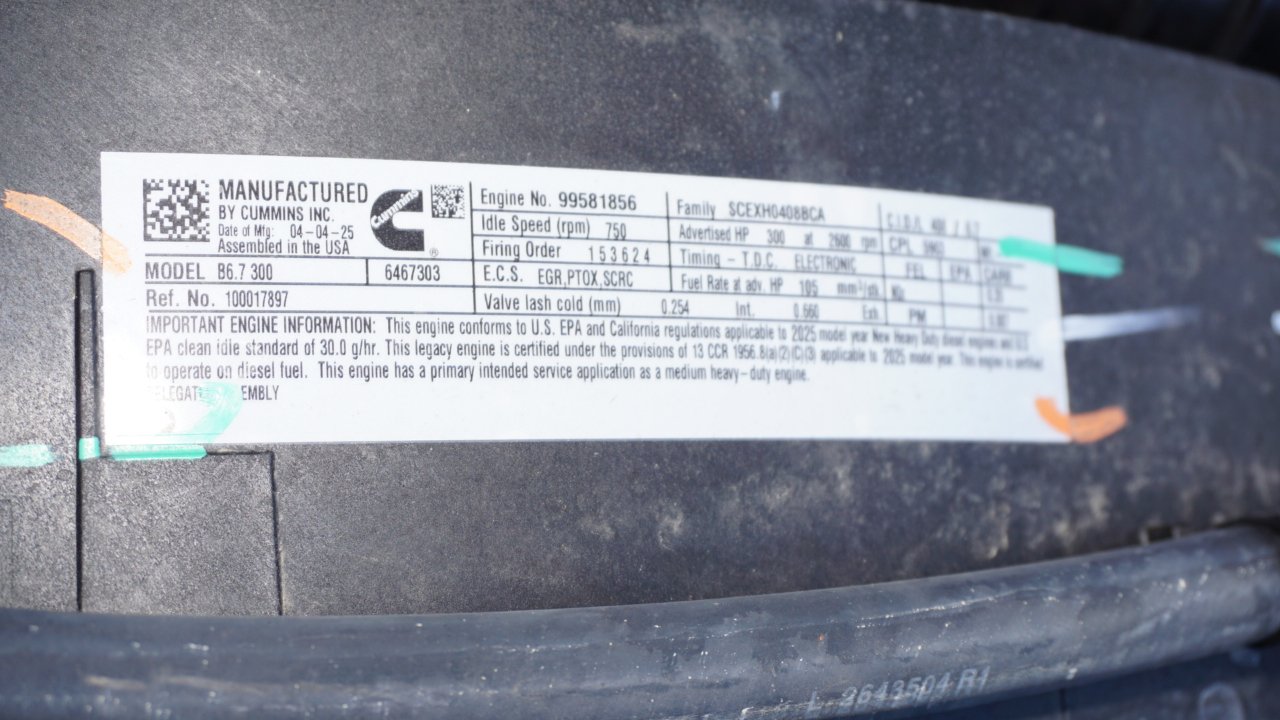 MANUFACTURED
BY CUMMINS INC.
Date of Mfg: 04-04-25
Assembled in the USA
Cummins
®
MODEL B6.7 300 6467303
Ref. No. 100017897
Engine No. 99581856
Idle Speed (rpm) 750
Firing Order 153624
E.C.S. EGR,PTOX,SCRC
Valve lash cold (mm) 0.254 Int. 0.660 Exh.
Family SCEXH0408BCA
Advertised HP 300 at 2600 rpm
Timing - T.D.C. ELECTRONIC
Fuel Rate at adv. HP 105
CPL
FEL EPA CARB
PM
IMPORTANT ENGINE INFORMATION: This engine conforms to U.S. EPA and California regulations applicable to 2025 model year New Heavy Duty diesel engines and U.S.
EPA clean idle standard of 30.0 g/hr. This legacy engine is certified under the provisions of 13 CCR 1956.8(a)(2)(C)(3 applicable to 2025 model year. This engine is certified
to operate on diesel fuel. This engine has a primary intended service application as a medium heavy-duty engine.
L 2643504 R1